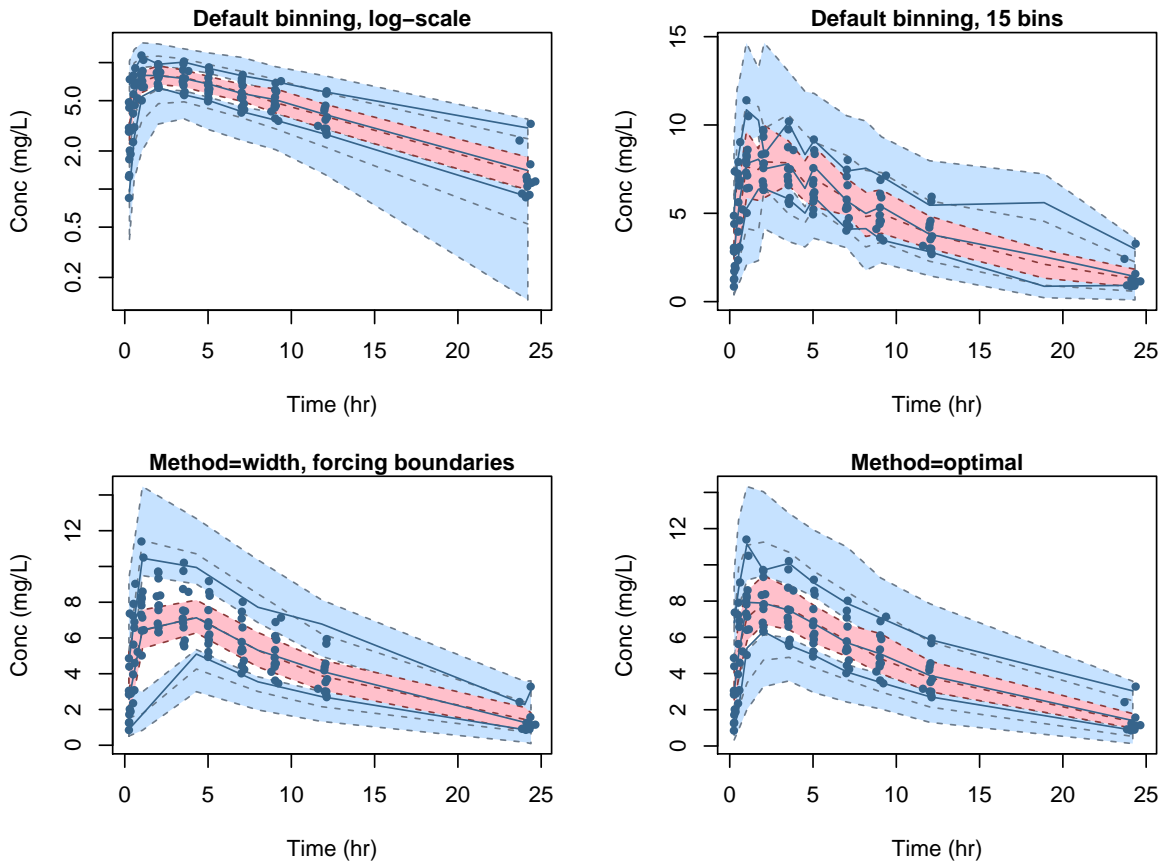 Default binning, log−scale
Conc (mg/L)
5.0
2.0
0.5
0.2
0 5 10 15 20 25
Time (hr)
Default binning, 15 bins
Conc (mg/L)
15
10
5
0
0 5 10 15 20 25
Time (hr)
Method=width, forcing boundaries
Conc (mg/L)
12
8
6
4
2
0
0 5 10 15 20 25
Time (hr)
Method=optimal
Conc (mg/L)
12
8
6
4
2
0
0 5 10 15 20 25
Time (hr)